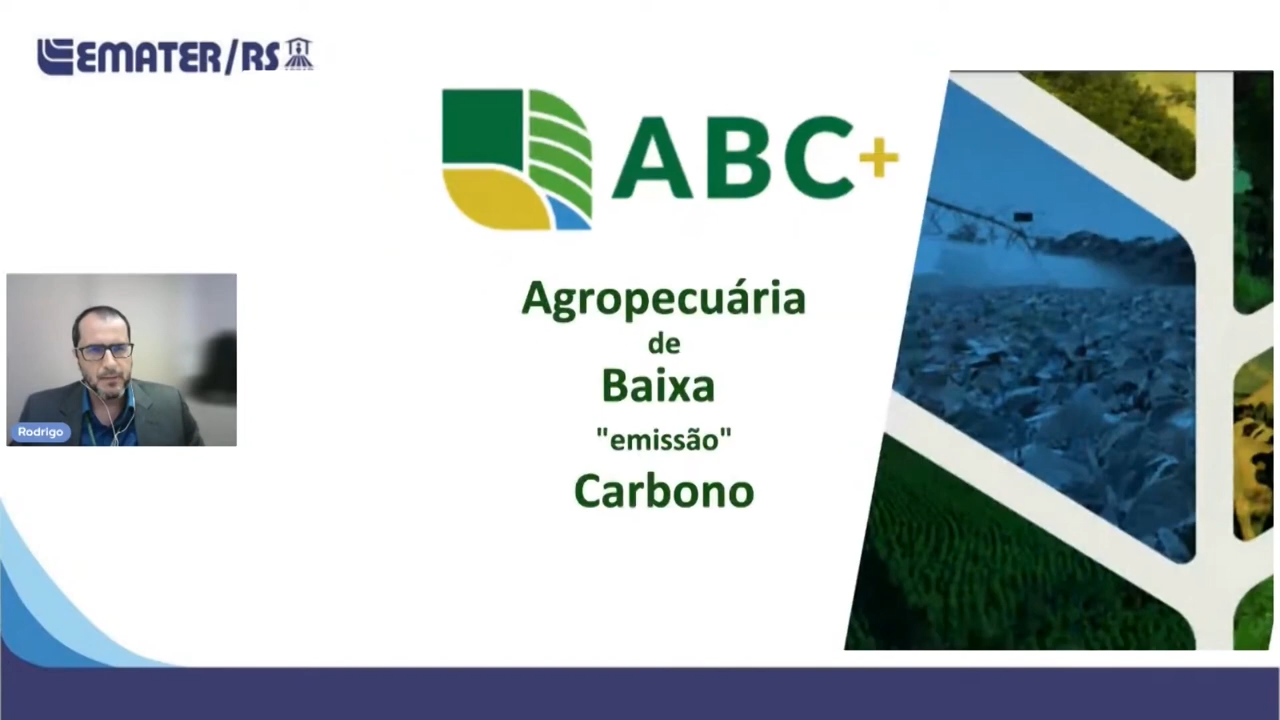 EMATER/RS
ABC+
Agropecuária
de
Baixa
"emissão"
Carbono
Rodrigo